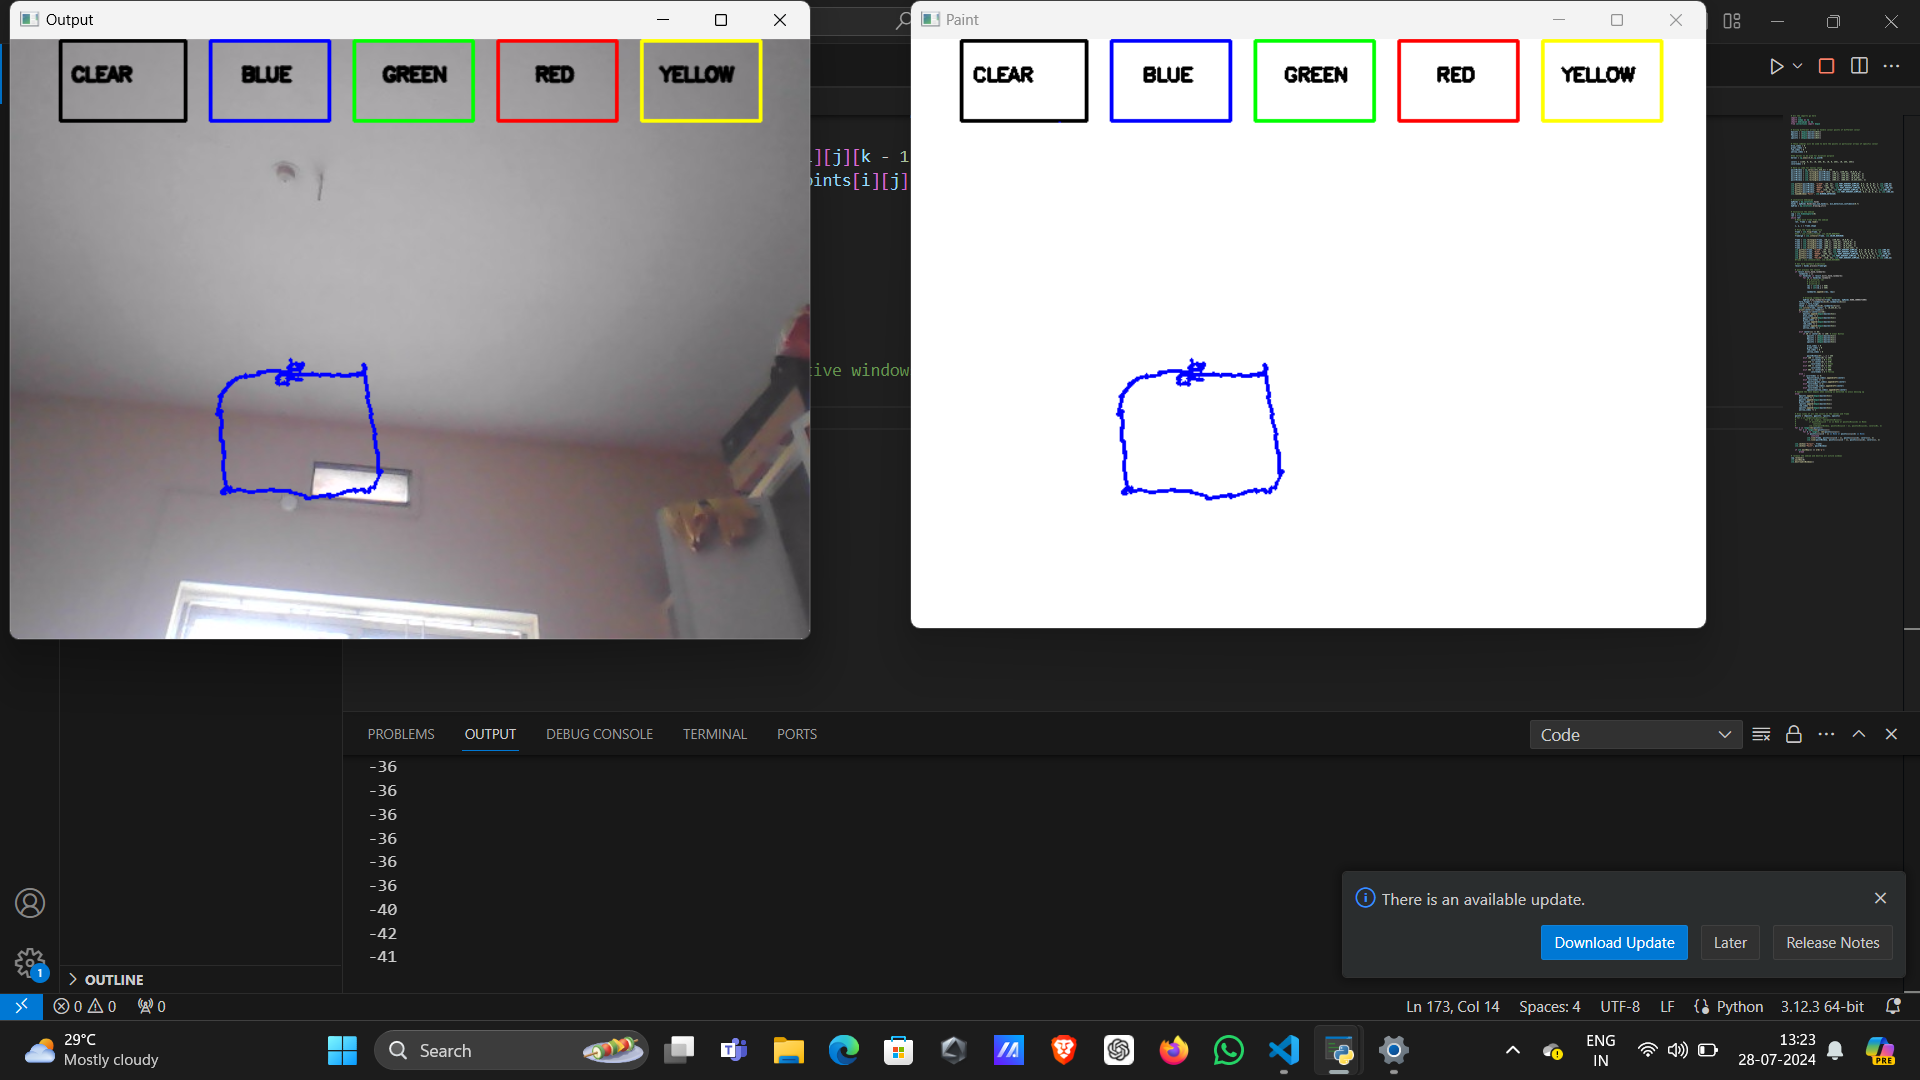 Output
CLEAR
BLUE
GREEN
RED
YELLOW
Paint
CLEAR
BLUE
GREEN
RED
YELLOW
][j][k - 1
ints[i][j]
ive window
PROBLEMS
OUTPUT
DEBUG CONSOLE
TERMINAL
PORTS
Code
-36
-36
-36
-36
-36
-36
-40
-42
-41
There is an available update.
Download Update
Later
Release Notes
1
OUTLINE
0 0 0
Ln 173, Col 14 Spaces: 4 UTF-8 LF Python 3.12.3 64-bit
29°C
Mostly cloudy
Search
ENG
IN
13:23
28-07-2024
PRE